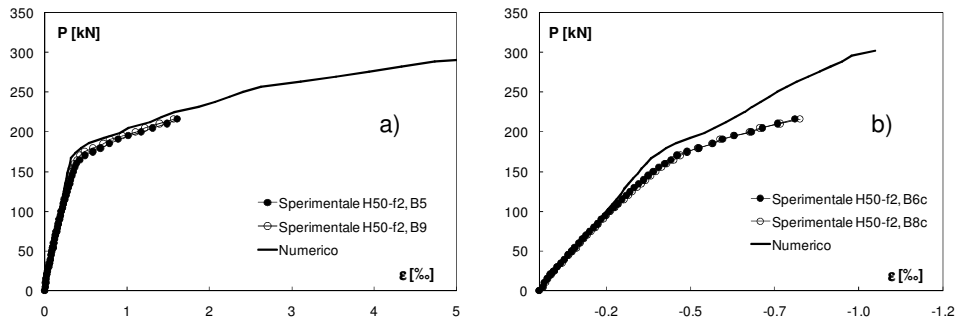 350
300
250
200
150
100
50
0
P [kN]
a)
Sperimentale H50-f2, B5
Sperimentale H50-f2, B9
Numerico
ε [‰]
0 1 2 3 4 5
350
300
250
200
150
100
50
0
P [kN]
b)
Sperimentale H50-f2, B6c
Sperimentale H50-f2, B8c
Numerico
ε [‰]
-0.2 -0.5 -0.7 -1.0 -1.2